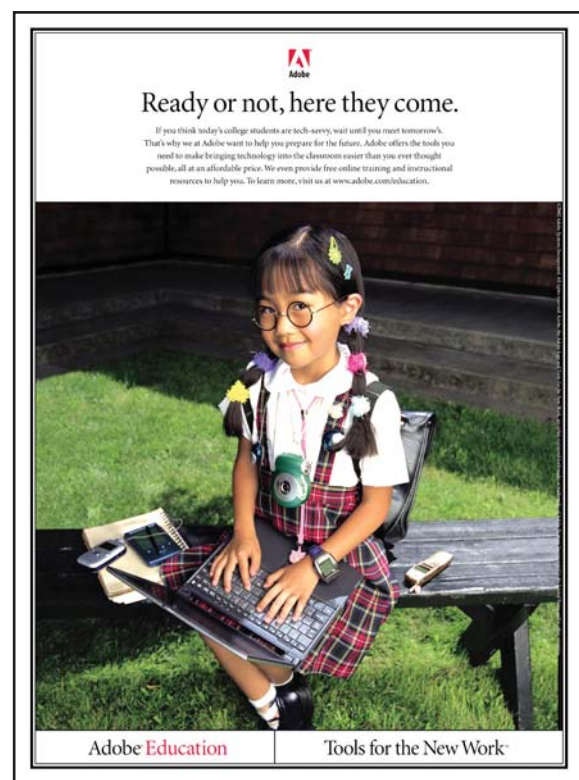 Adobe
Ready or not, here they come.
If you think today's college students are tech-savvy, wait until you meet tomorrow's.
That's why we at Adobe want to help you prepare for the future. Adobe offers the tools you
need to make bringing technology into the classroom easier than you ever thought
possible, all at an affordable price. We even provide free online training and instructional
resources to help you. To learn more, visit us at www.adobe.com/education.
Adobe Education
Tools for the New Work™